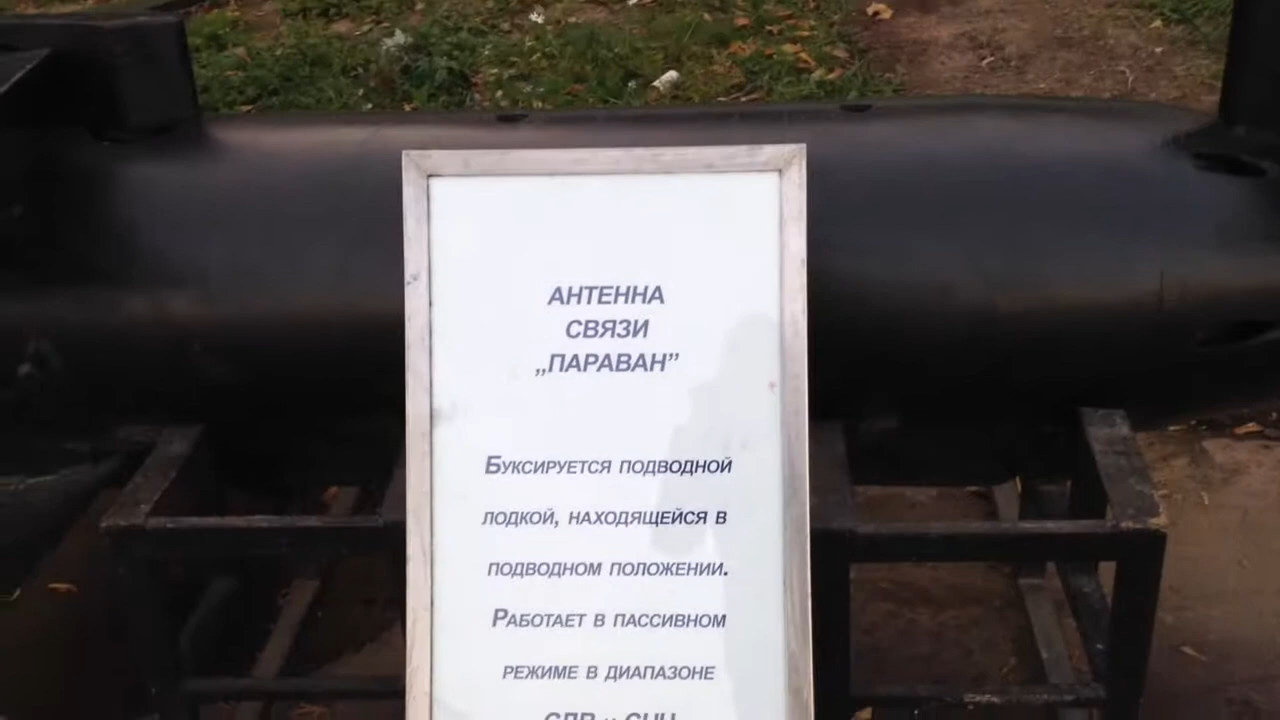 АНТЕННА
СВЯЗИ
„ПАРАВАН”
Буксируется подводной
лодкой, находящейся в
подводном положении.
Работает в пассивном
режиме в диапазоне